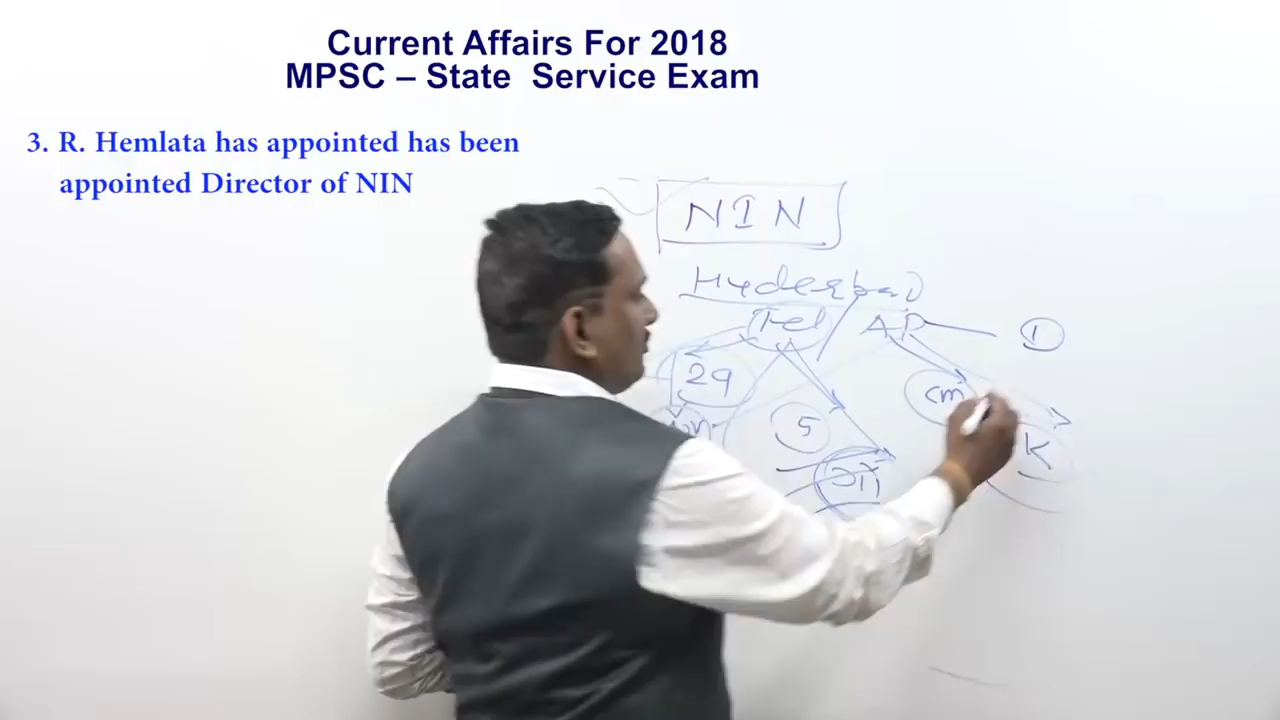 Current Affairs For 2018
MPSC – State Service Exam
3. R. Hemlata has appointed has been
appointed Director of NIN
NIN
Hyderbad
Tel / AP 1
29 cm
5 K